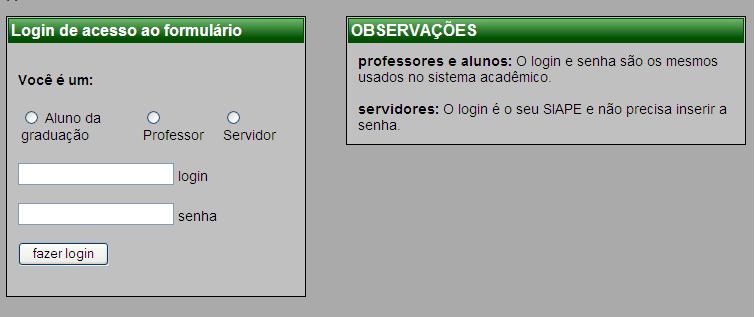 Login de acesso ao formulário
Você é um:
Aluno da
graduação
Professor
Servidor
login
senha
fazer login
OBSERVAÇÕES
professores e alunos: O login e senha são os mesmos
usados no sistema acadêmico.
servidores: O login é o seu SIAPE e não precisa inserir a
senha.